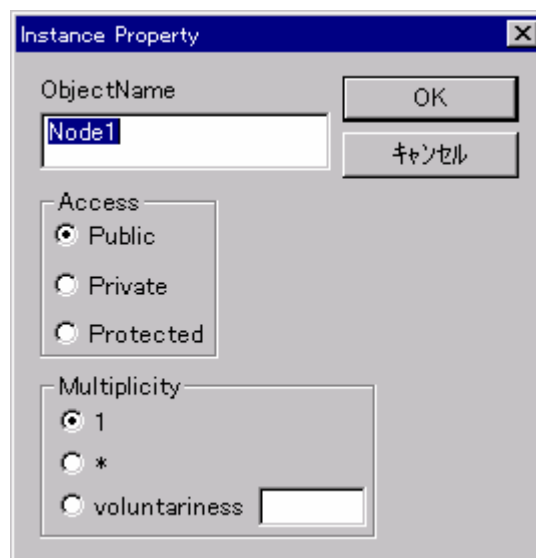 Instance Property
ObjectName
OK
Node1
キャンセル
Access
Public
Private
Protected
Multiplicity
1
*
voluntariness